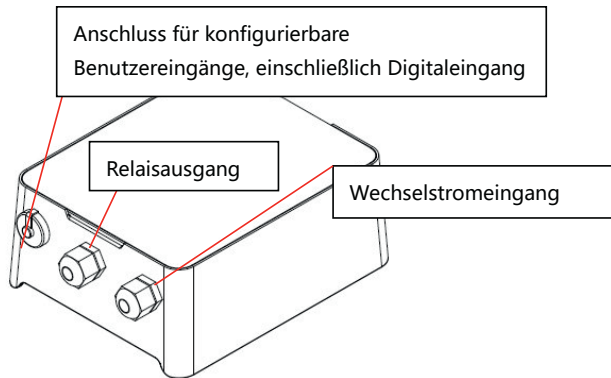 Anschluss für konfigurierbare
Benutzereingänge, einschließlich Digitaleingang
Relaisausgang
Wechselstromeingang